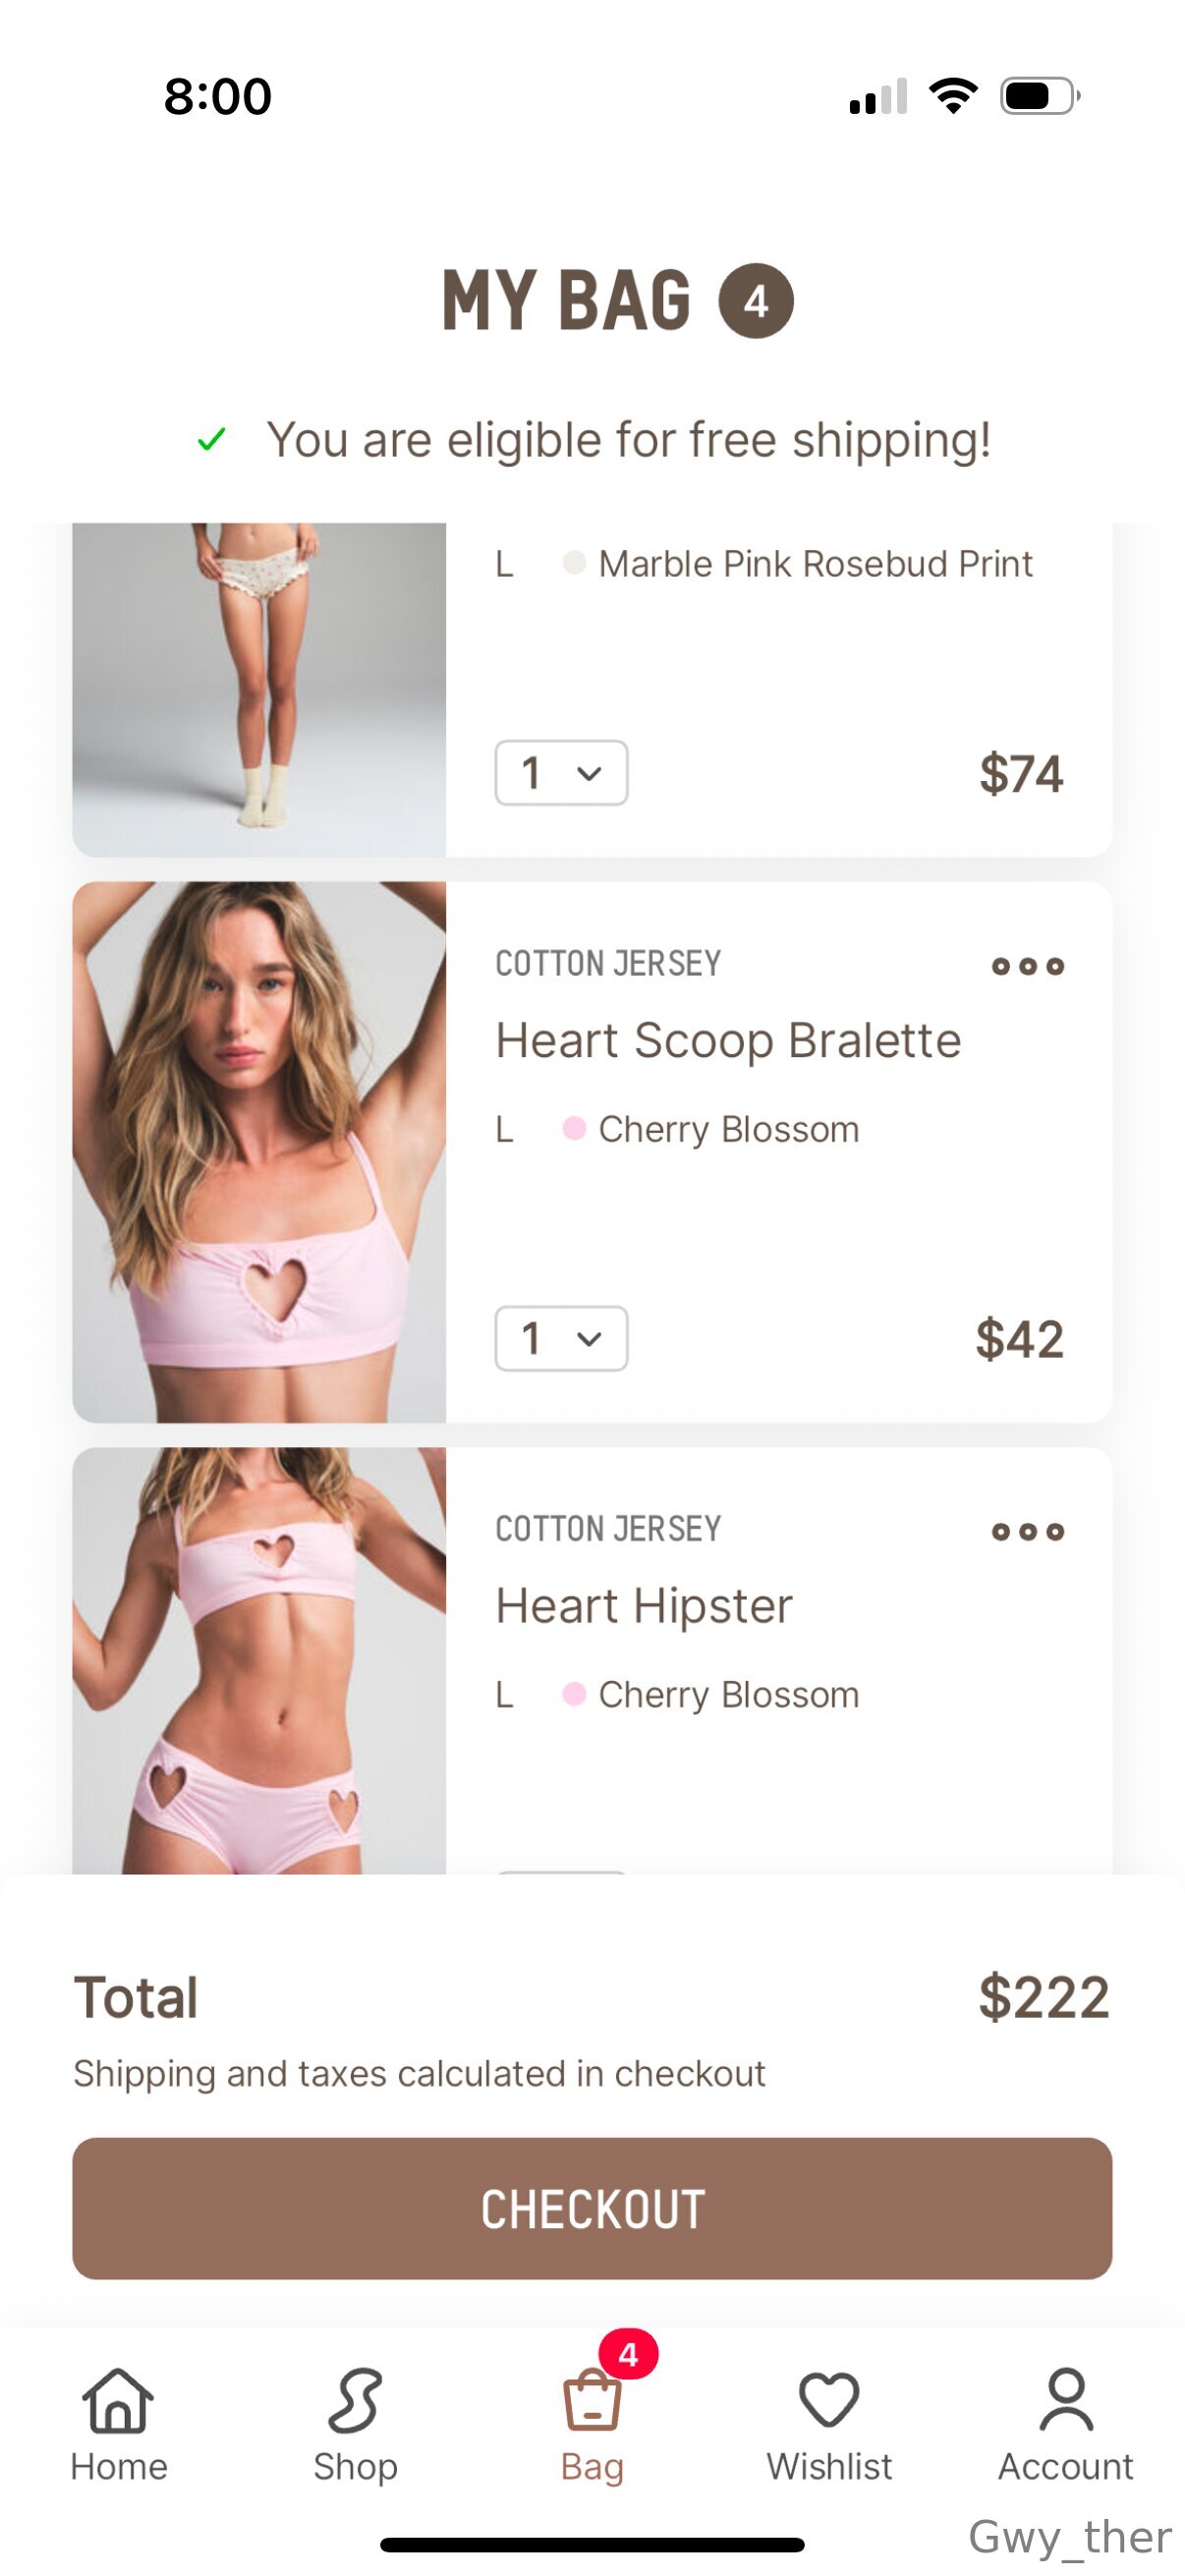 8:00
MY BAG 4
You are eligible for free shipping!
L Marble Pink Rosebud Print
1 $74
COTTON JERSEY
Heart Scoop Bralette
L Cherry Blossom
1 $42
COTTON JERSEY
Heart Hipster
L Cherry Blossom
Total $222
Shipping and taxes calculated in checkout
CHECKOUT
4
Home Shop Bag Wishlist Account
Gwy_ther